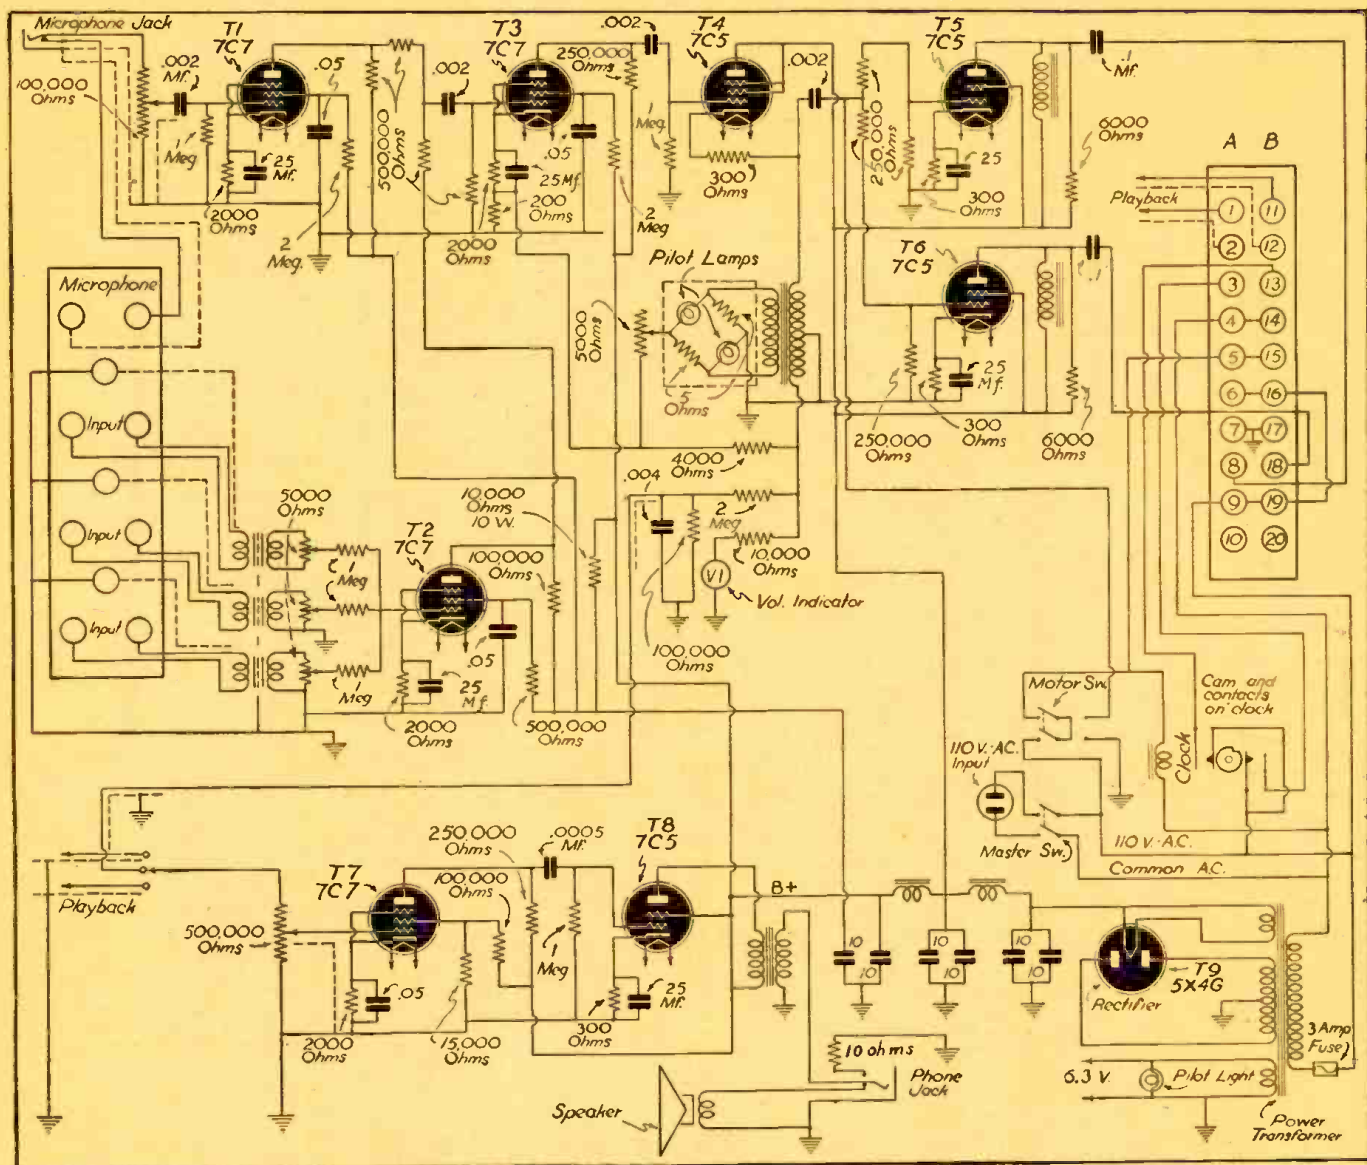 Microphone Jack
T1
7C7
.002
Mf.
100,000
Ohms
.05
1
Meg.
25
Mf.
2000
Ohms
2
Meg.
500,000
Ohms
.002
T3
7C7
.05
25 Mf.
200
Ohms
2000
Ohms
250,000
Ohms
.002
2
Meg
1
Meg.
T4
7C5
300
Ohms
.002
250,000
Ohms
T5
7C5
25
300
Ohms
.1
Mf.
6000
Ohms
Playback
A B
1 11
2 12
3 13
4 14
5 15
6 16
7 17
8 18
9 19
10 20
T6
7C5
.1
25
Mf.
250,000
Ohms
300
Ohms
6000
Ohms
Pilot Lamps
5000
Ohms
5
Ohms
4000
Ohms
.004
2
Meg
10,000
Ohms
100,000
Ohms
VI
Vol. Indicator
Microphone
Input
Input
Input
5000
Ohms
1
Meg
1
Meg
T2
7C7
10,000
Ohms
10 W.
100,000
Ohms
.05
25
Mf.
2000
Ohms
500,000
Ohms
Motor Sw.
110 V.-A.C.
Input
Master Sw.
Clock
Cam and
contacts
on clock
110 V.-A.C.
Common A.C.
Playback
500,000
Ohms
T7
7C7
.05
2000
Ohms
250,000
Ohms
100,000
Ohms
15,000
Ohms
.0005
Mf.
1
Meg
T8
7C5
25
Mf.
300
Ohms
B+
10
10
10
10
10
10
Rectifier
T9
5X4G
3 Amp
Fuse
6.3 V.
Pilot Light
Power
Transformer
10 ohms
Phone
Jack
Speaker